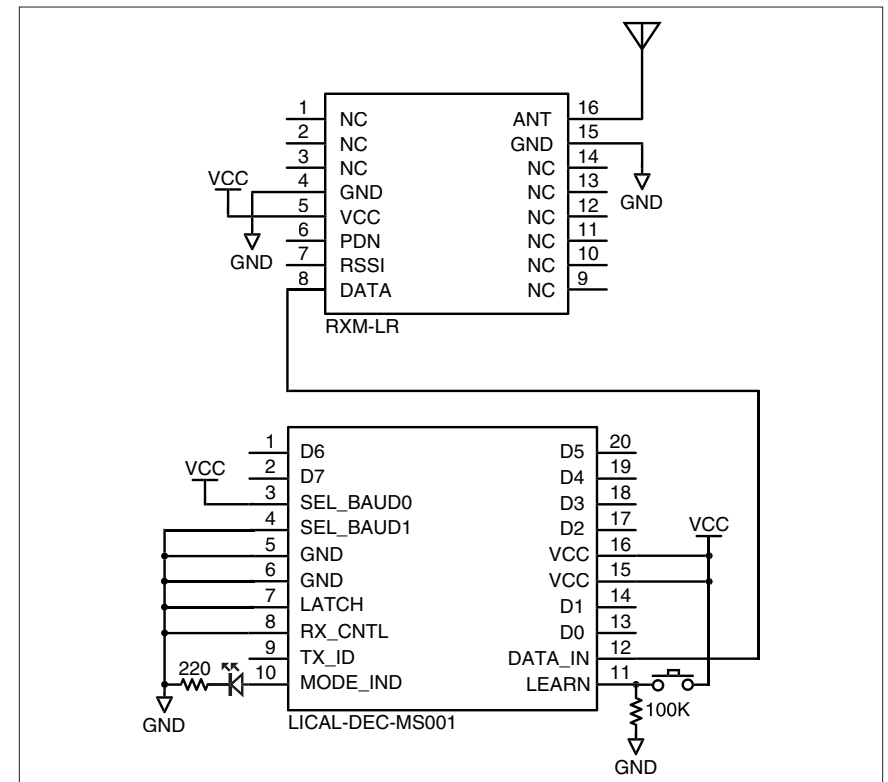 1 NC
2 NC
3 NC
4 GND
5 VCC
6 PDN
7 RSSI
8 DATA
ANT 16
GND 15
NC 14
NC 13
NC 12
NC 11
NC 10
NC 9
VCC
GND
GND
RXM-LR
1 D6
2 D7
3 SEL_BAUD0
4 SEL_BAUD1
5 GND
6 GND
7 LATCH
8 RX_CNTL
9 TX_ID
10 MODE_IND
D5 20
D4 19
D3 18
D2 17
VCC 16
VCC 15
D1 14
D0 13
DATA_IN 12
LEARN 11
VCC
VCC
220
GND
100K
GND
LICAL-DEC-MS001